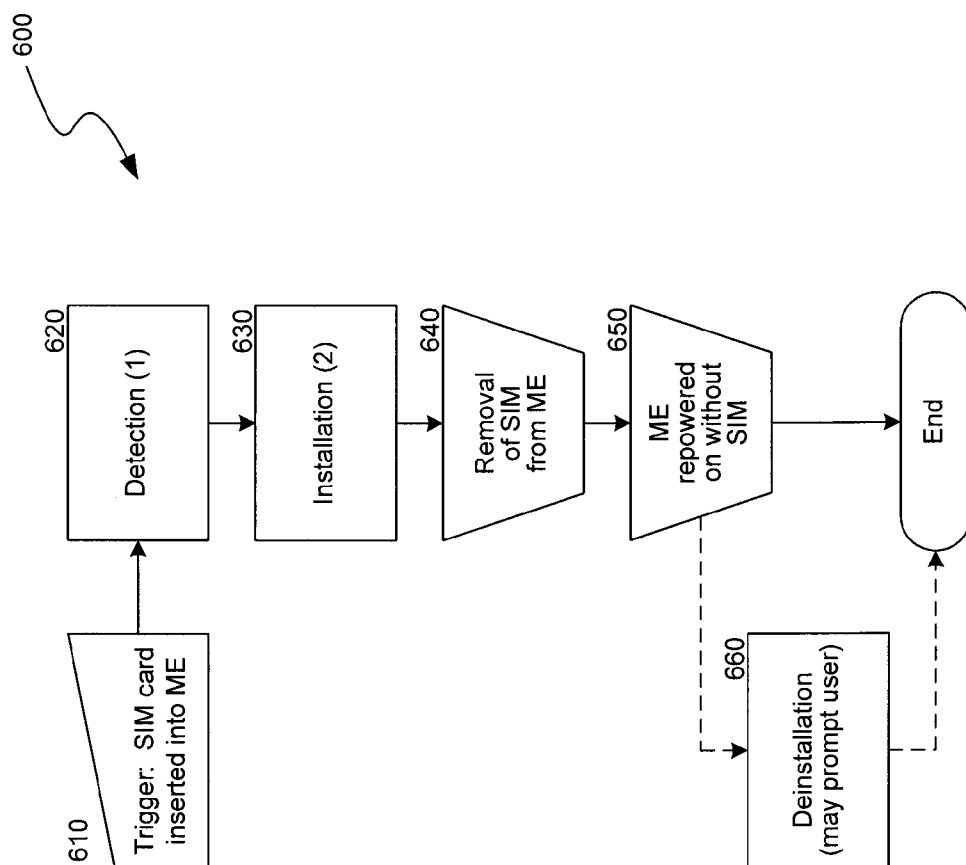 600
610
Trigger: SIM card
inserted into ME
620
Detection (1)
630
Installation (2)
640
Removal
of SIM
from ME
650
ME
repowered
on without
SIM
660
Deinstallation
(may prompt user)
End